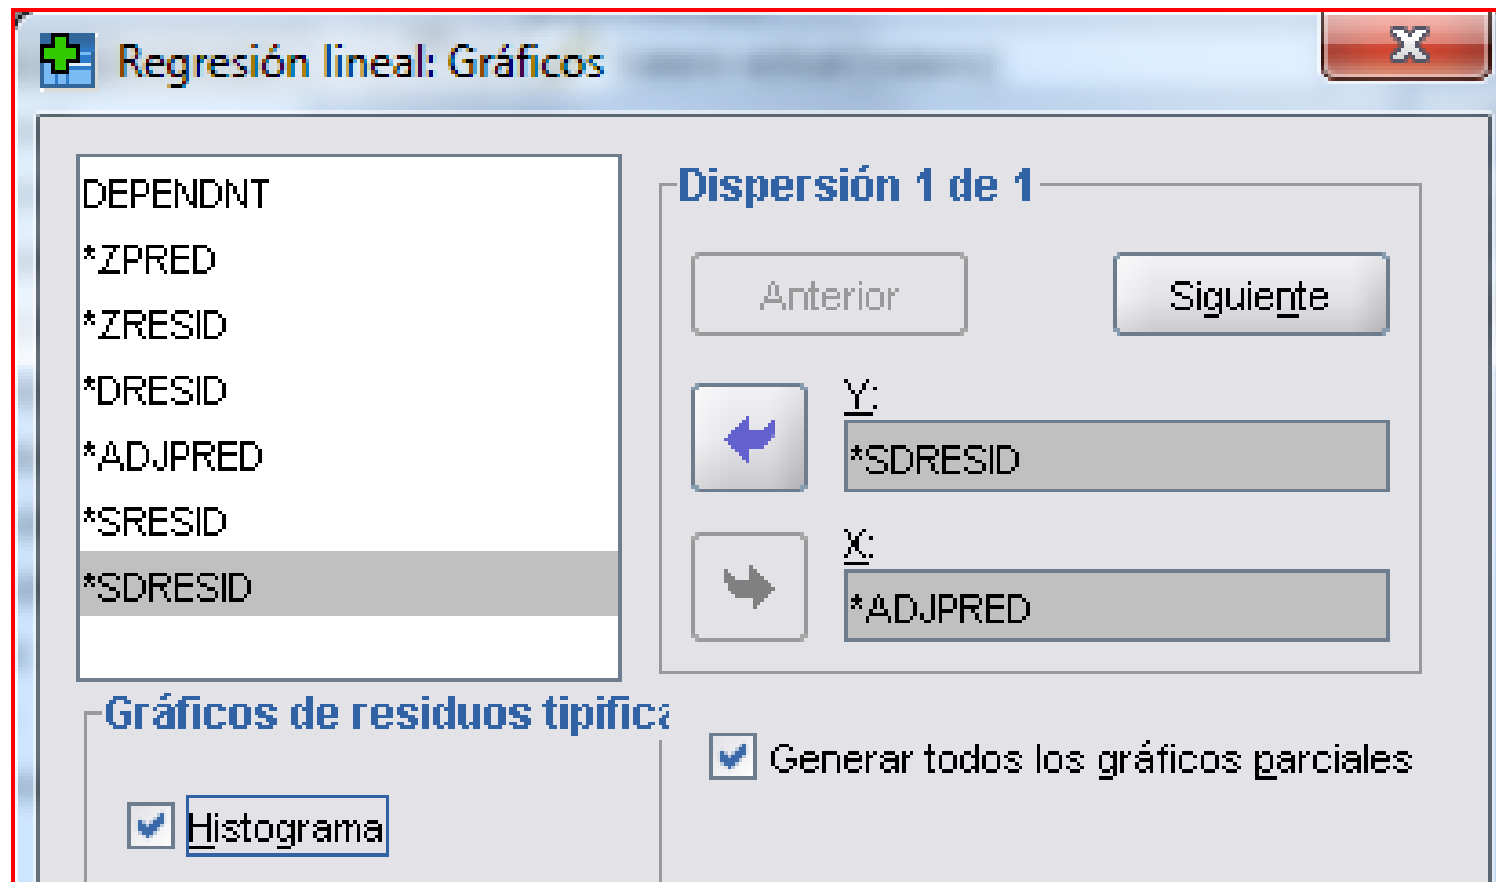 Regresión lineal: Gráficos
DEPENDNT
*ZPRED
*ZRESID
*DRESID
*ADJPRED
*SRESID
*SDRESID
Dispersión 1 de 1
Anterior
Siguiente
Y:
*SDRESID
X:
*ADJPRED
Gráficos de residuos
Histograma
Generar todos los gráficos parciales